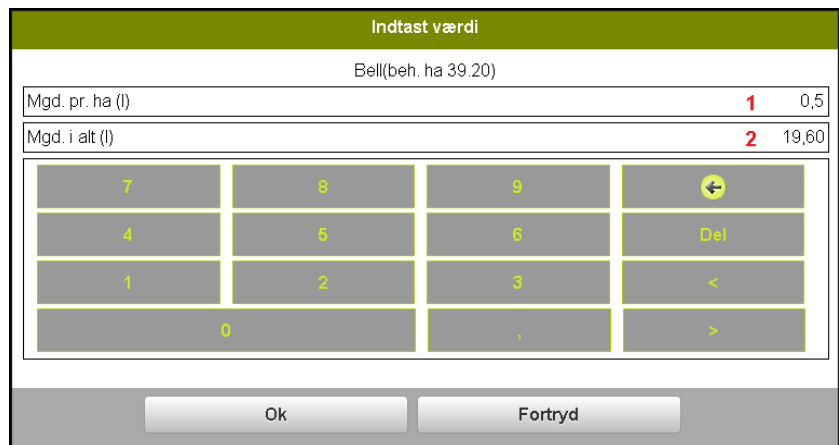 Indtast værdi
Bell(beh. ha 39.20)
Mgd. pr. ha (l) 1 0,5
Mgd. i alt (l) 2 19,60
7 8 9
4 5 6 Del
1 2 3 <
0 , >
Ok Fortryd